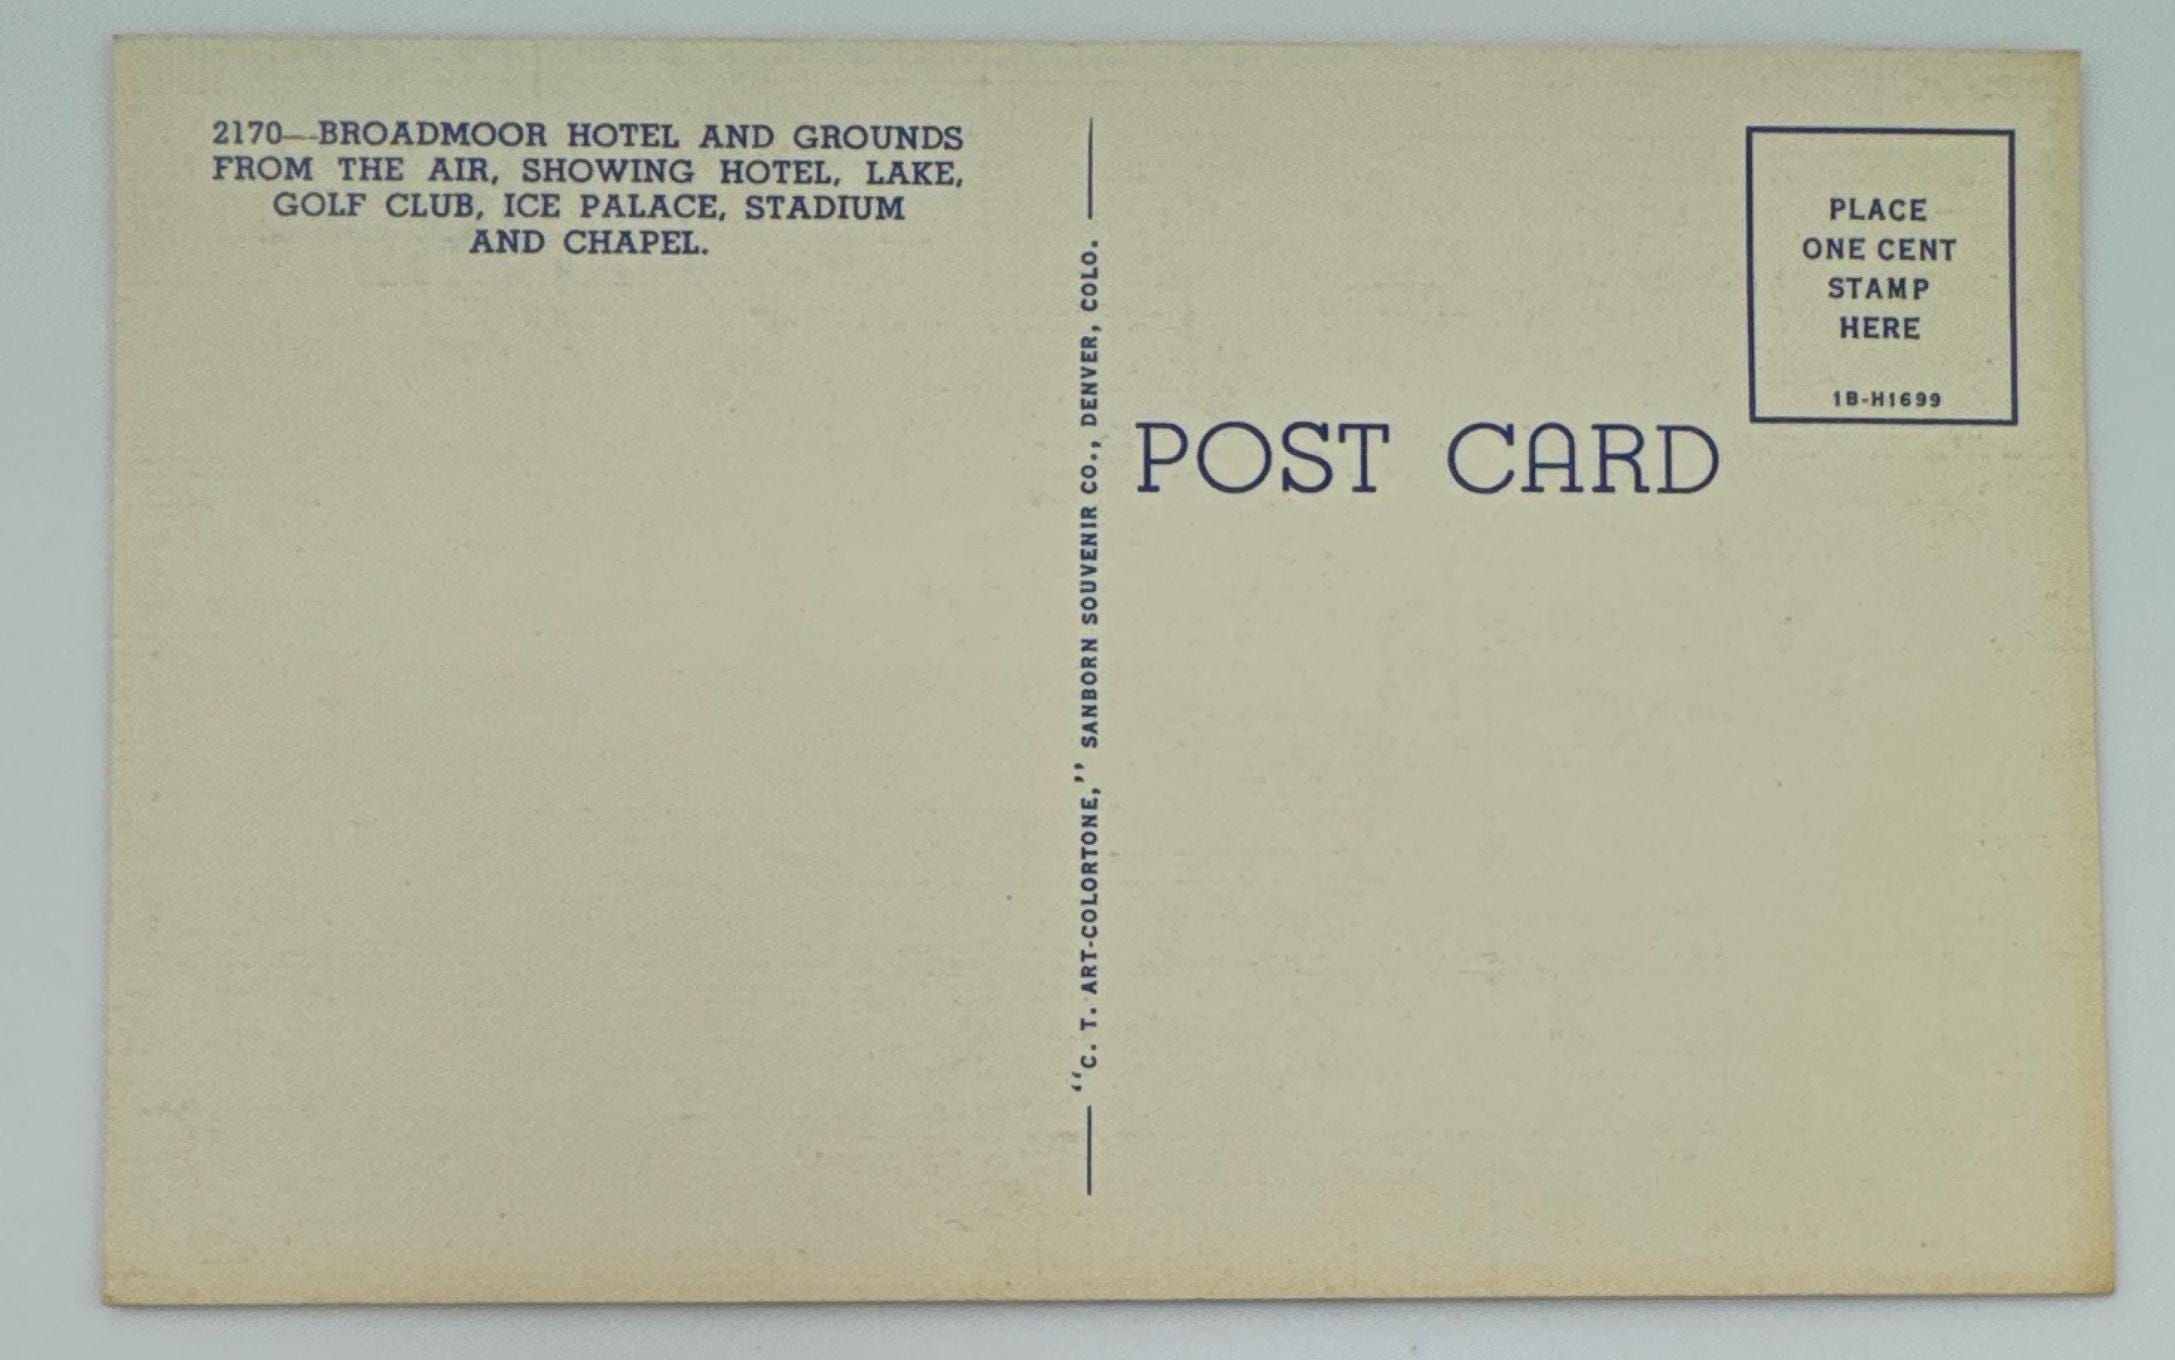 2170—BROADMOOR HOTEL AND GROUNDS
FROM THE AIR, SHOWING HOTEL, LAKE,
GOLF CLUB, ICE PALACE, STADIUM
AND CHAPEL.
“C. T. ART-COLORTONE,” SANBORN SOUVENIR CO., DENVER, COLO.
POST CARD
PLACE
ONE CENT
STAMP
HERE
1B-H1699